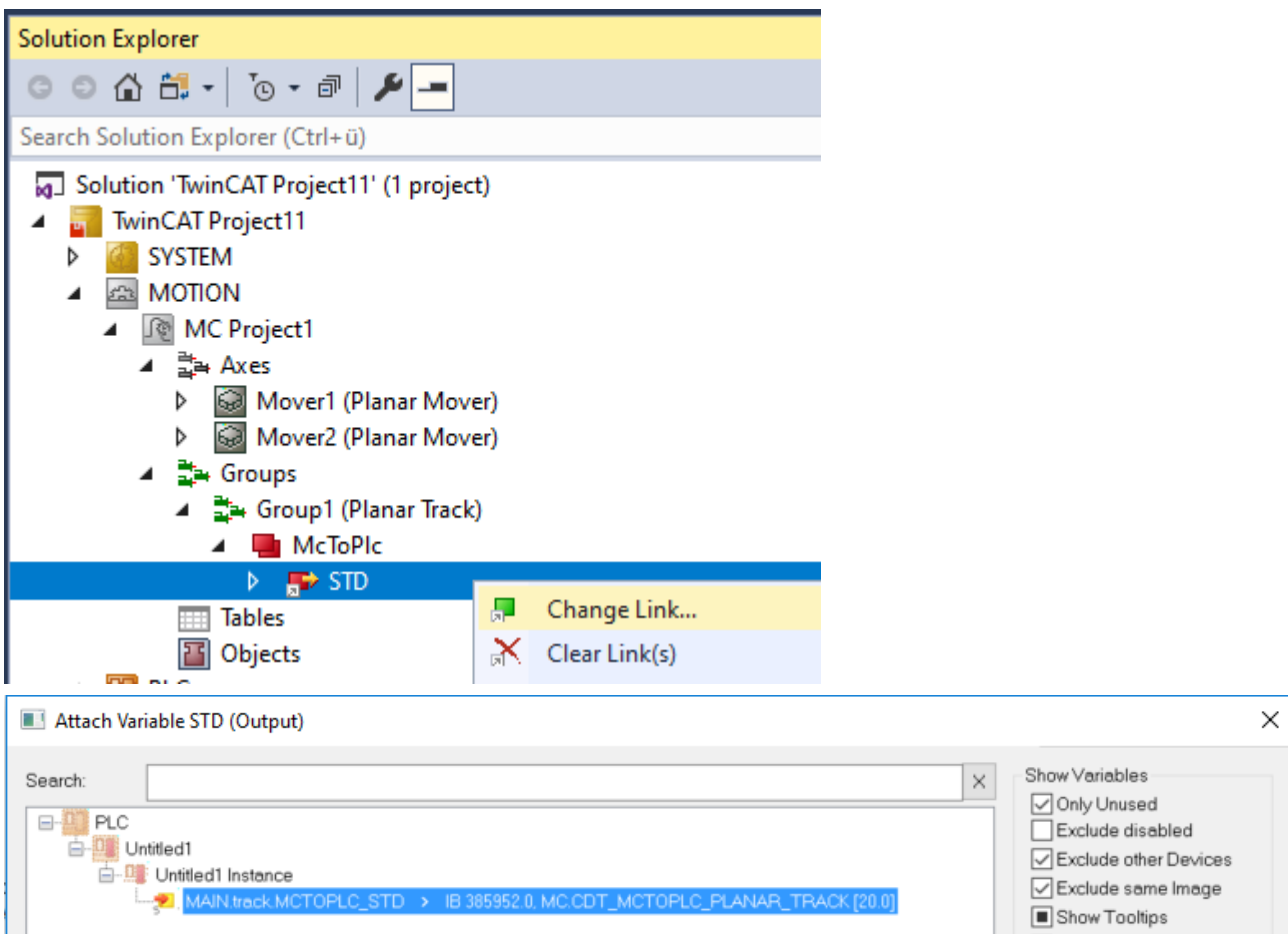 Solution Explorer
Search Solution Explorer (Ctrl+ü)
Solution 'TwinCAT Project11' (1 project)
TwinCAT Project11
SYSTEM
MOTION
MC Project1
Axes
Mover1 (Planar Mover)
Mover2 (Planar Mover)
Groups
Group1 (Planar Track)
McToPlc
STD
Change Link...
Tables
Clear Link(s)
Objects
Attach Variable STD (Output)
Search:
Show Variables
Only Unused
Exclude disabled
Exclude other Devices
Exclude same Image
Show Tooltips
PLC
Untitled1
Untitled1 Instance
MAIN.track.MCTOPLC_STD > IB 385952.0, MC.CDT_MCTOPLC_PLANAR_TRACK [20.0]